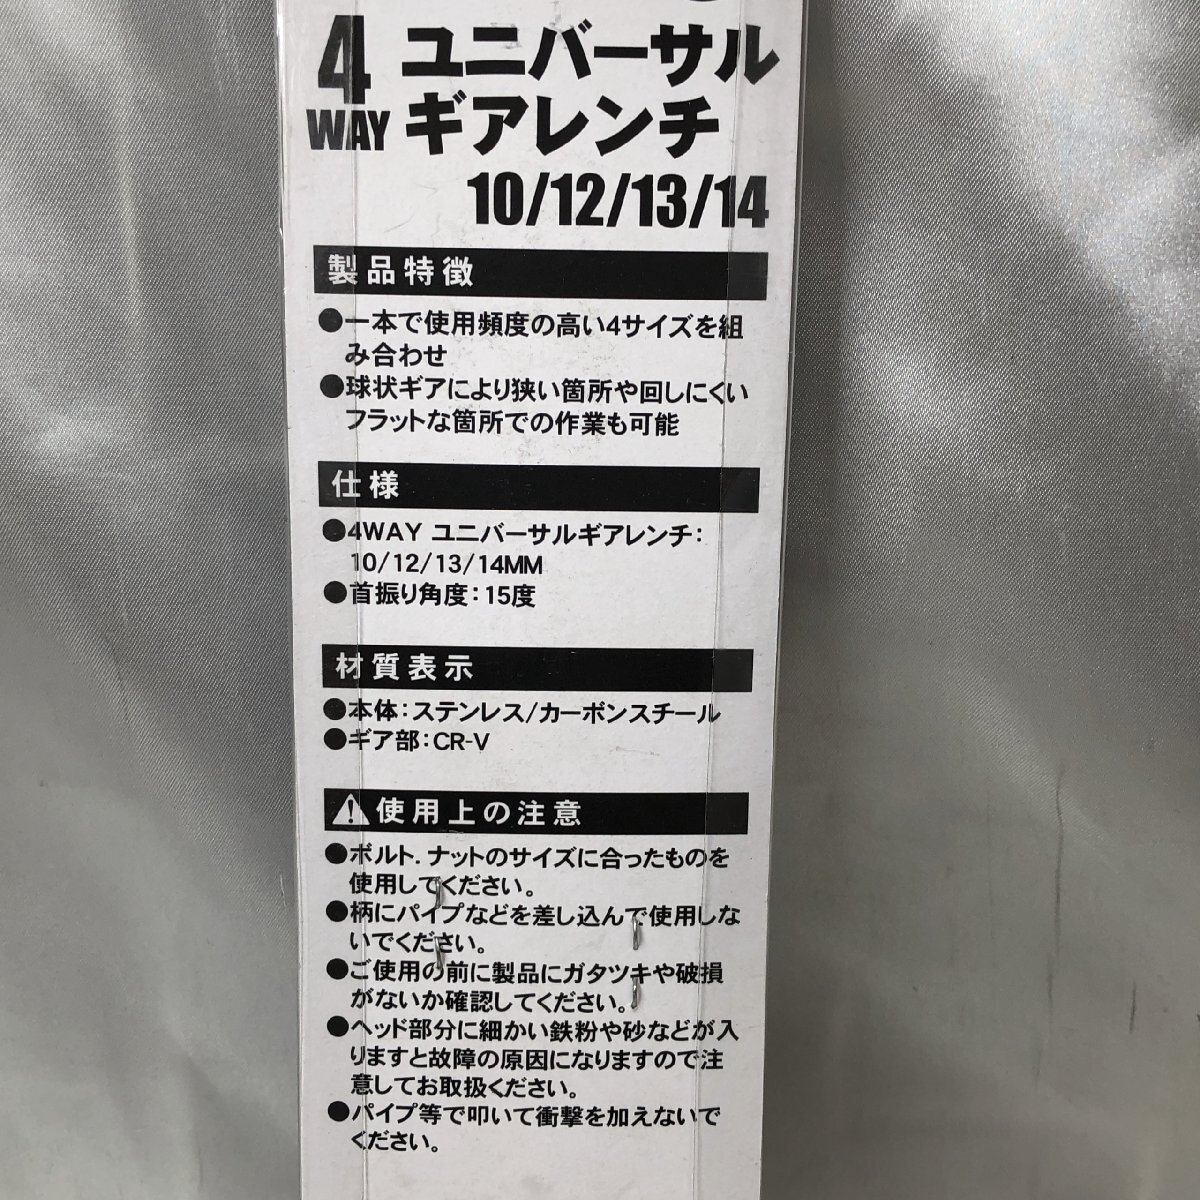 4 ユニバーサル
WAY ギアレンチ
10/12/13/14
製品特徴
●一本で使用頻度の高い4サイズを組
み合わせ
●球状ギアにより狭い箇所や回しにくい
フラットな箇所での作業も可能
仕様
●4WAY ユニバーサルギアレンチ:
10/12/13/14MM
●首振り角度:15度
材質表示
●本体:ステンレス/カーボンスチール
●ギア部:CR-V
使用上の注意
●ボルト.ナットのサイズに合ったものを
使用してください。
●柄にパイプなどを差し込んで使用しな
いでください。
●ご使用の前に製品にガタツキや破損
がないか確認してください。
●ヘッド部分に細かい鉄粉や砂などが入
りますと故障の原因になりますので注
意してお取扱ください。
●パイプ等で叩いて衝撃を加えないで
ください。